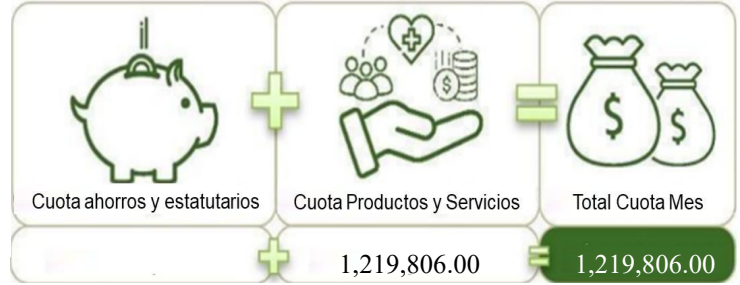 Cuota ahorros y estatutarios
Cuota Productos y Servicios
Total Cuota Mes
+ 1,219,806.00 = 1,219,806.00